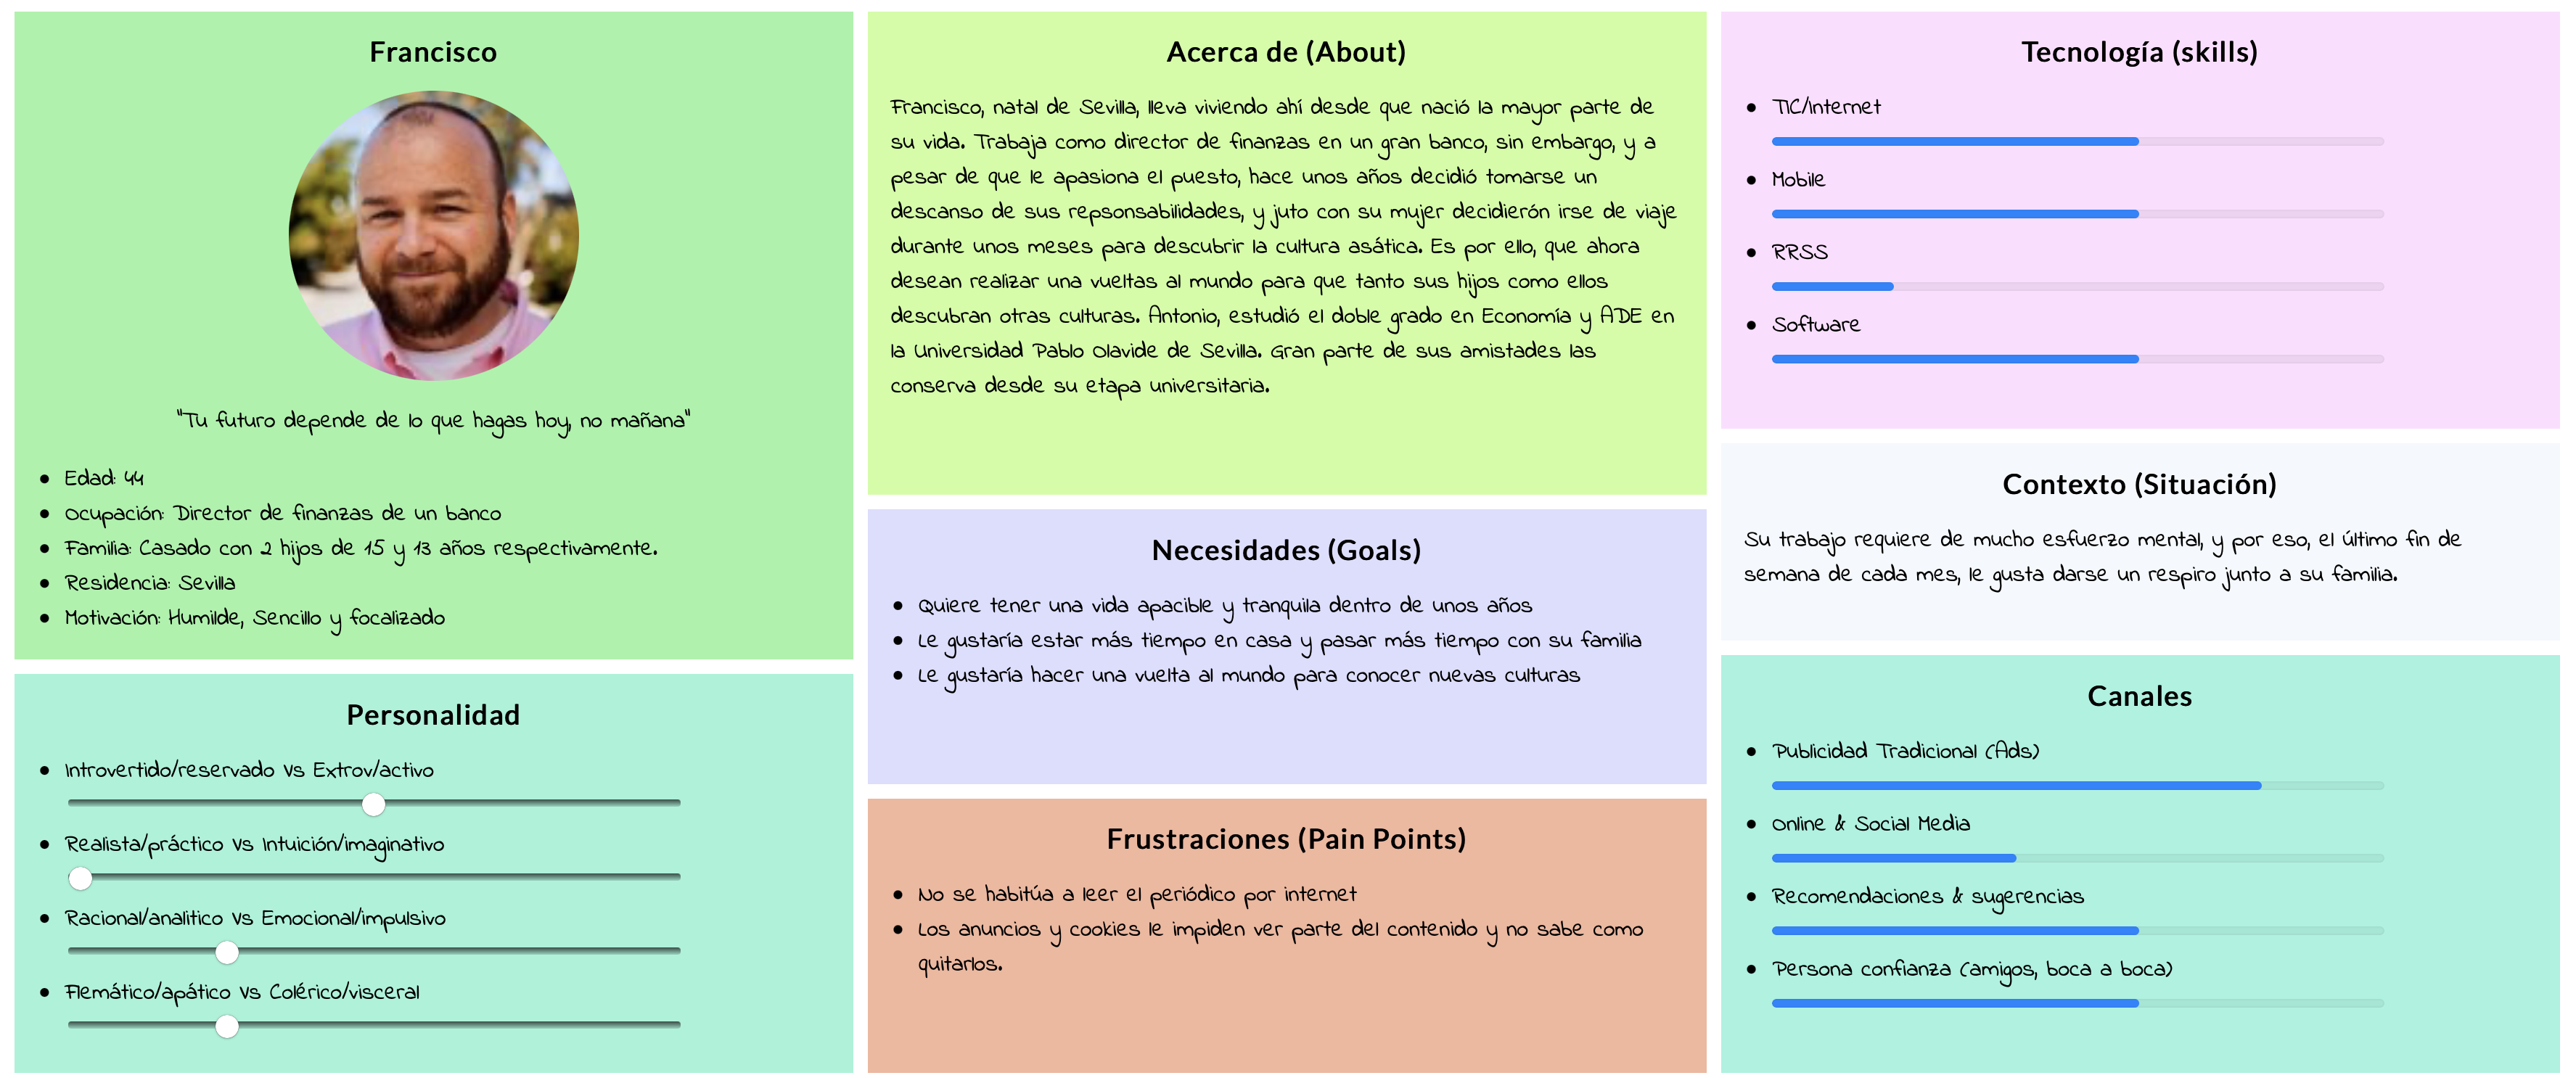 Francisco
"Tu futuro depende de lo que hagas hoy, no mañana"
Edad: 44
Ocupación: Director de finanzas de un banco
Familia: Casado con 2 hijos de 15 y 13 años respectivamente.
Residencia: Sevilla
Motivación: Humilde, Sencillo y focalizado
Personalidad
Introvertido/reservado Vs Extrov/activo
Realista/práctico Vs Intuición/imaginativo
Racional/analitico Vs Emocional/impulsivo
Flemático/apático Vs Colérico/visceral
Acerca de (About)
Francisco, natal de Sevilla, lleva viviendo ahí desde que nació la mayor parte de
su vida. Trabaja como director de finanzas en un gran banco, sin embargo, y a
pesar de que le apasiona el puesto, hace unos años decidió tomarse un
descanso de sus repsonsabilidades, y juto con su mujer decidierón irse de viaje
durante unos meses para descubrir la cultura asática. Es por ello, que ahora
desean realizar una vueltas al mundo para que tanto sus hijos como ellos
descubran otras culturas. Antonio, estudió el doble grado en Economía y ADE en
la Universidad Pablo Olavide de Sevilla. Gran parte de sus amistades las
conserva desde su etapa universitaria.
Necesidades (Goals)
Quiere tener una vida apacible y tranquila dentro de unos años
Le gustaría estar más tiempo en casa y pasar más tiempo con su familia
Le gustaría hacer una vuelta al mundo para conocer nuevas culturas
Frustraciones (Pain Points)
No se habitúa a leer el periódico por internet
Los anuncios y cookies le impiden ver parte del contenido y no sabe como
quitarlos.
Tecnología (skills)
TIC/Internet
Mobile
RRSS
Software
Contexto (Situación)
Su trabajo requiere de mucho esfuerzo mental, y por eso, el último fin de
semana de cada mes, le gusta darse un respiro junto a su familia.
Canales
Publicidad Tradicional (Ads)
Online & Social Media
Recomendaciones & sugerencias
Persona confianza (amigos, boca a boca)